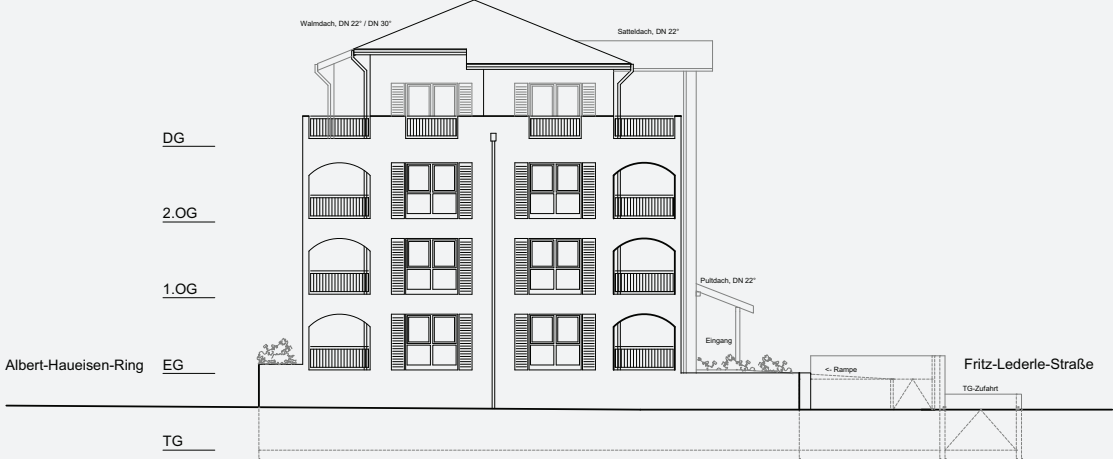 Walmdach, DN 22° / DN 30°
Satteldach, DN 22°
DG
2.OG
1.OG
Pultdach, DN 22°
Eingang
Albert-Haueisen-Ring
EG
<- Rampe
Fritz-Lederle-Straße
TG-Zufahrt
TG